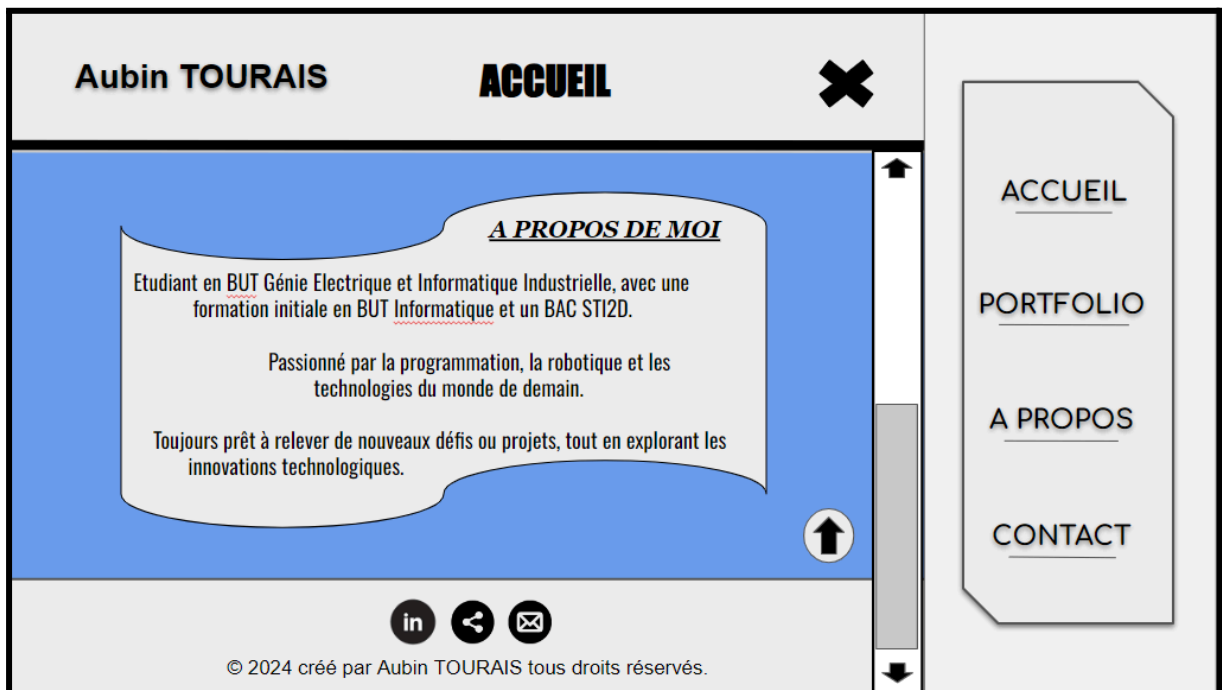 Aubin TOURAIS
ACCUEIL
A PROPOS DE MOI
Etudiant en BUT Génie Electrique et Informatique Industrielle, avec une
formation initiale en BUT Informatique et un BAC STI2D.
Passionné par la programmation, la robotique et les
technologies du monde de demain.
Toujours prêt à relever de nouveaux défis ou projets, tout en explorant les
innovations technologiques.
in
© 2024 créé par Aubin TOURAIS tous droits réservés.
ACCUEIL
PORTFOLIO
A PROPOS
CONTACT